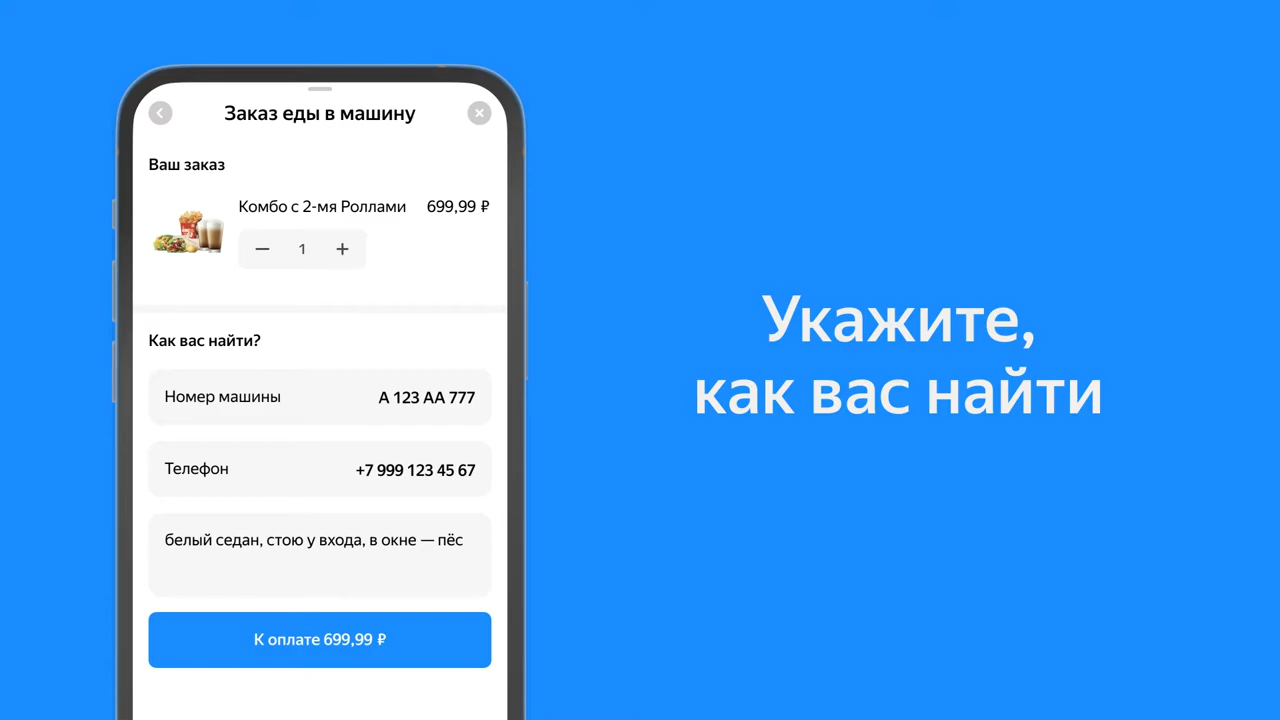 Заказ еды в машину
Ваш заказ
Комбо с 2-мя Роллами 699,99 ₽
1
Как вас найти?
Номер машины А 123 АА 777
Телефон +7 999 123 45 67
белый седан, стою у входа, в окне — пёс
К оплате 699,99 ₽
Укажите,
как вас найти